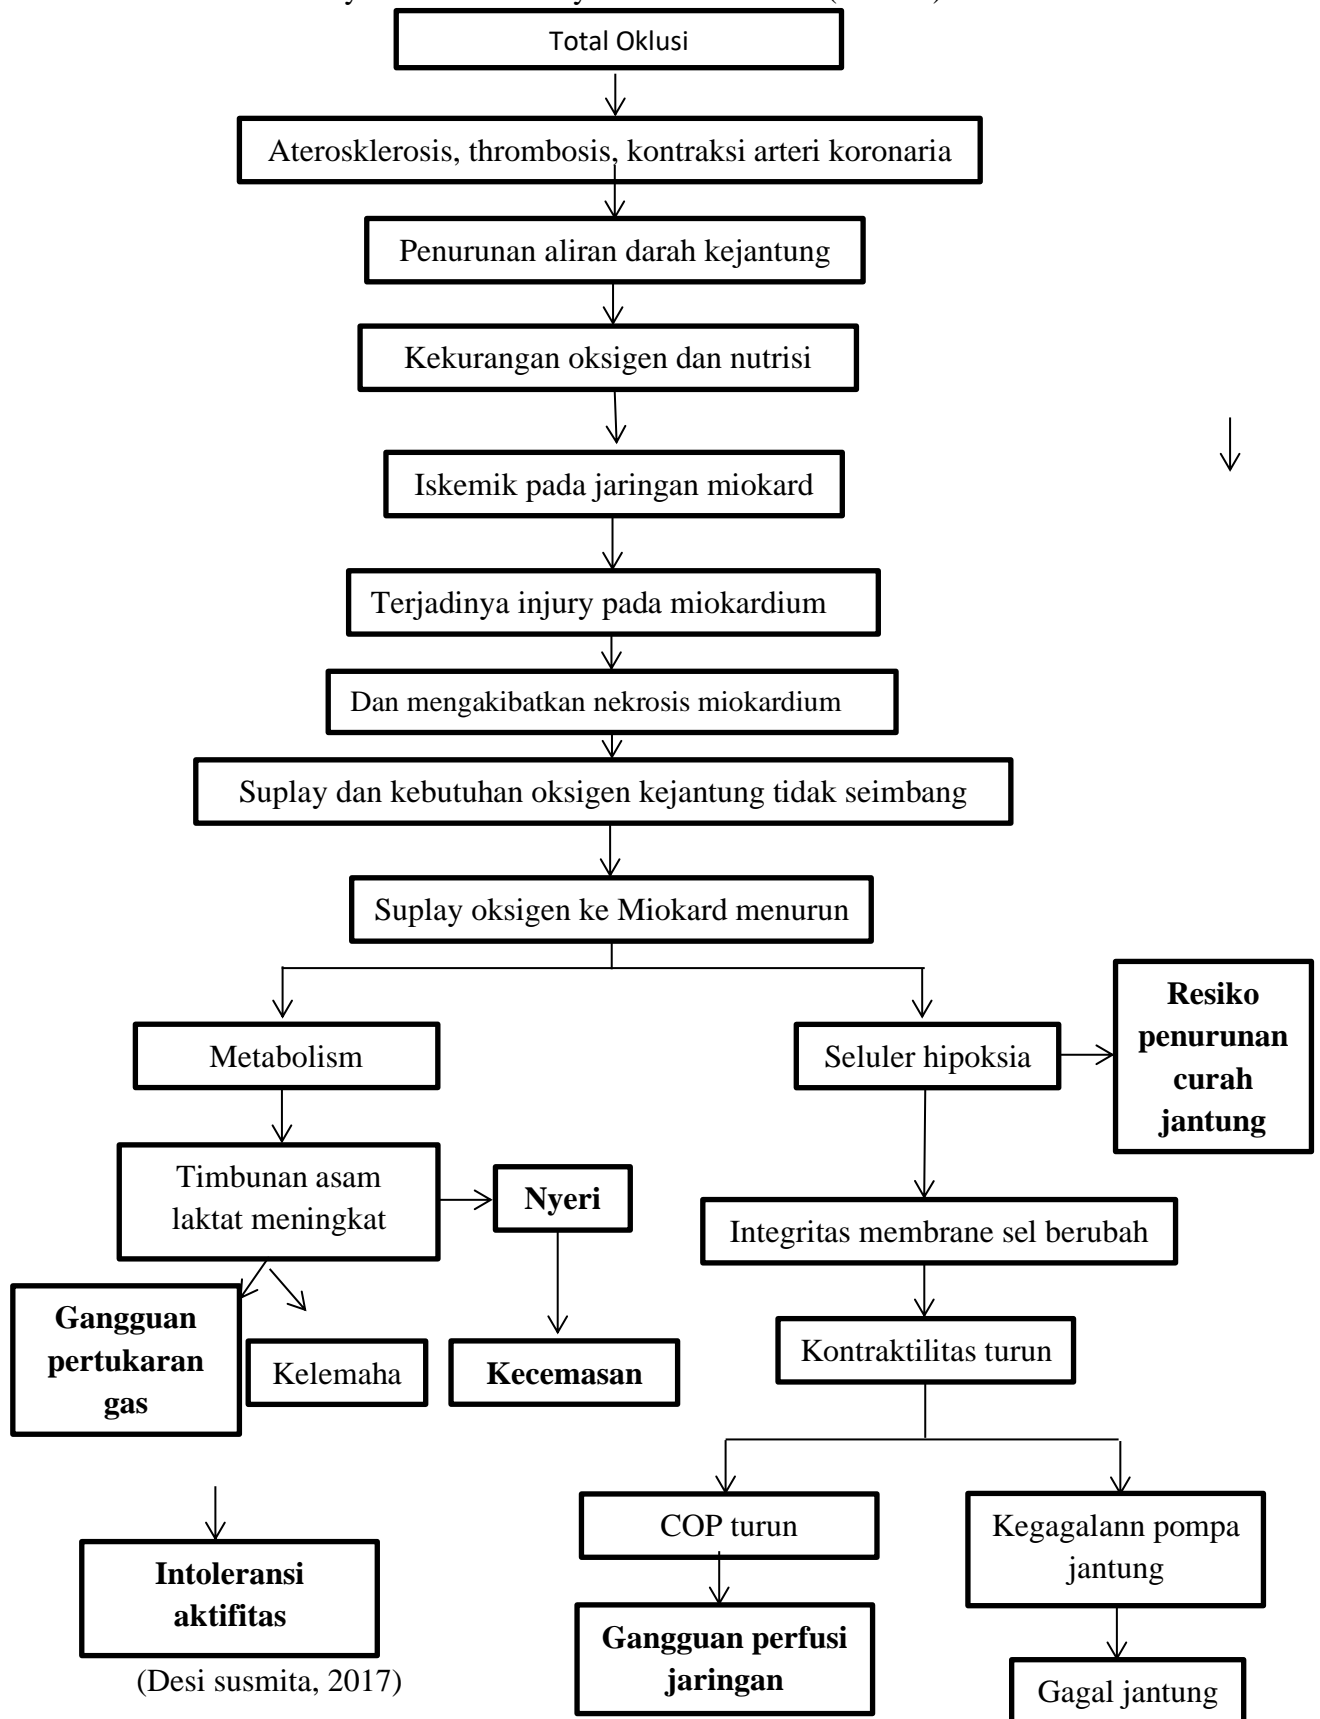 Total Oklusi
Aterosklerosis, thrombosis, kontraksi arteri koronaria
Penurunan aliran darah kejantung
Kekurangan oksigen dan nutrisi
Iskemik pada jaringan miokard
Terjadinya injury pada miokardium
Dan mengakibatkan nekrosis miokardium
Suplay dan kebutuhan oksigen kejantung tidak seimbang
Suplay oksigen ke Miokard menurun
Metabolism
Seluler hipoksia
Resiko
penurunan
curah
jantung
Timbunan asam
laktat meningkat
Nyeri
Integritas membrane sel berubah
Gangguan
pertukaran
gas
Kelemaha
Kecemasan
Kontraktilitas turun
COP turun
Kegagalann pompa
jantung
Intoleransi
aktifitas
Gangguan perfusi
jaringan
Gagal jantung
(Desi susmita, 2017)